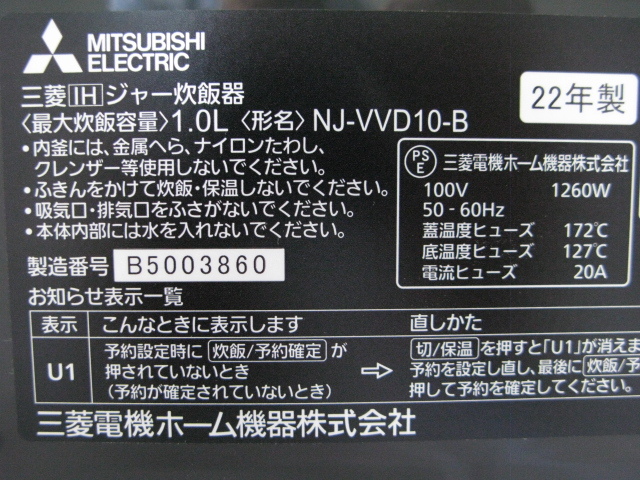 MITSUBISHI
ELECTRIC
三菱IHジャー炊飯器
22年製
〈最大炊飯容量〉1.0L 〈形名〉NJ-VVD10-B
・内釜には、金属へら、ナイロンたわし、
クレンザー等使用しないでください。
・ふきんをかけて炊飯・保温しないでください。
・吸気口・排気口をふさがないでください。
・本体内部には水を入れないでください。
PS
E
三菱電機ホーム機器株式会社
100V 1260W
50-60Hz
蓋温度ヒューズ 172℃
底温度ヒューズ 127℃
電流ヒューズ 20A
製造番号 B5003860
お知らせ表示一覧
表示 こんなときに表示します 直しかた
U1
予約設定時に 炊飯/予約確定 が
押されていないとき
(予約が確定されていないとき)
⇨
切/保温 を押すと「U1」が消えま
予約を設定し直し、最後に 炊飯/予
押して予約を確定してください。
三菱電機ホーム機器株式会社